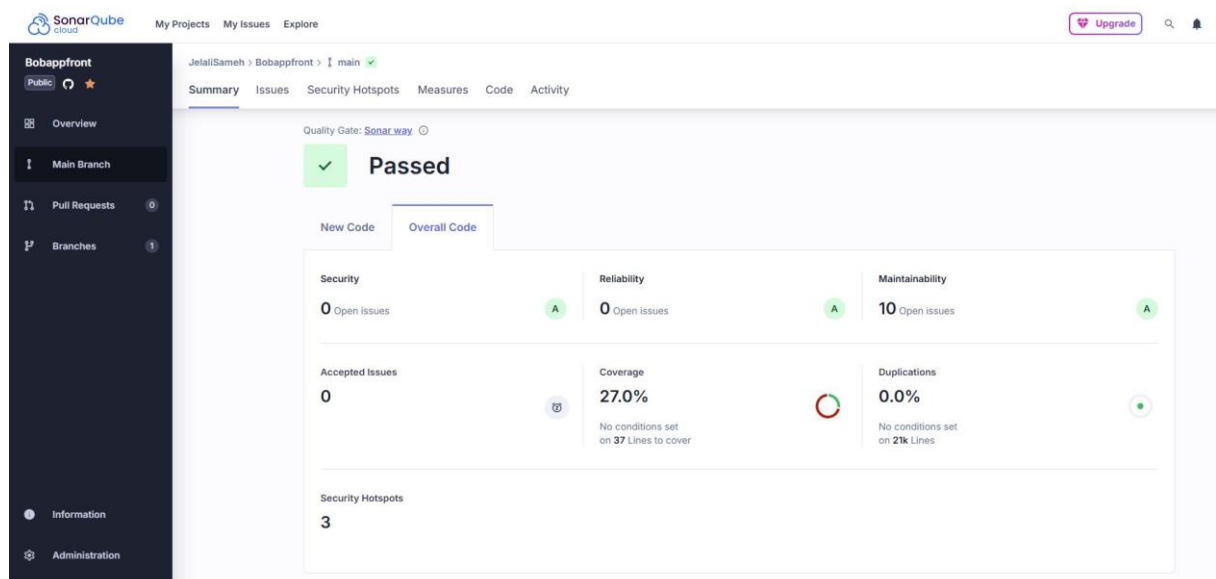 SonarQube
cloud
My Projects My Issues Explore
Upgrade
Bobappfront
Public
Overview
Main Branch
Pull Requests 0
Branches 1
Information
Administration
JelaliSameh > Bobappfront > main
Summary Issues Security Hotspots Measures Code Activity
Quality Gate: Sonar way
Passed
New Code Overall Code
Security
0 Open issues A
Reliability
0 Open issues A
Maintainability
10 Open issues A
Accepted Issues
0
Coverage
27.0%
No conditions set
on 37 Lines to cover
Duplications
0.0%
No conditions set
on 21k Lines
Security Hotspots
3